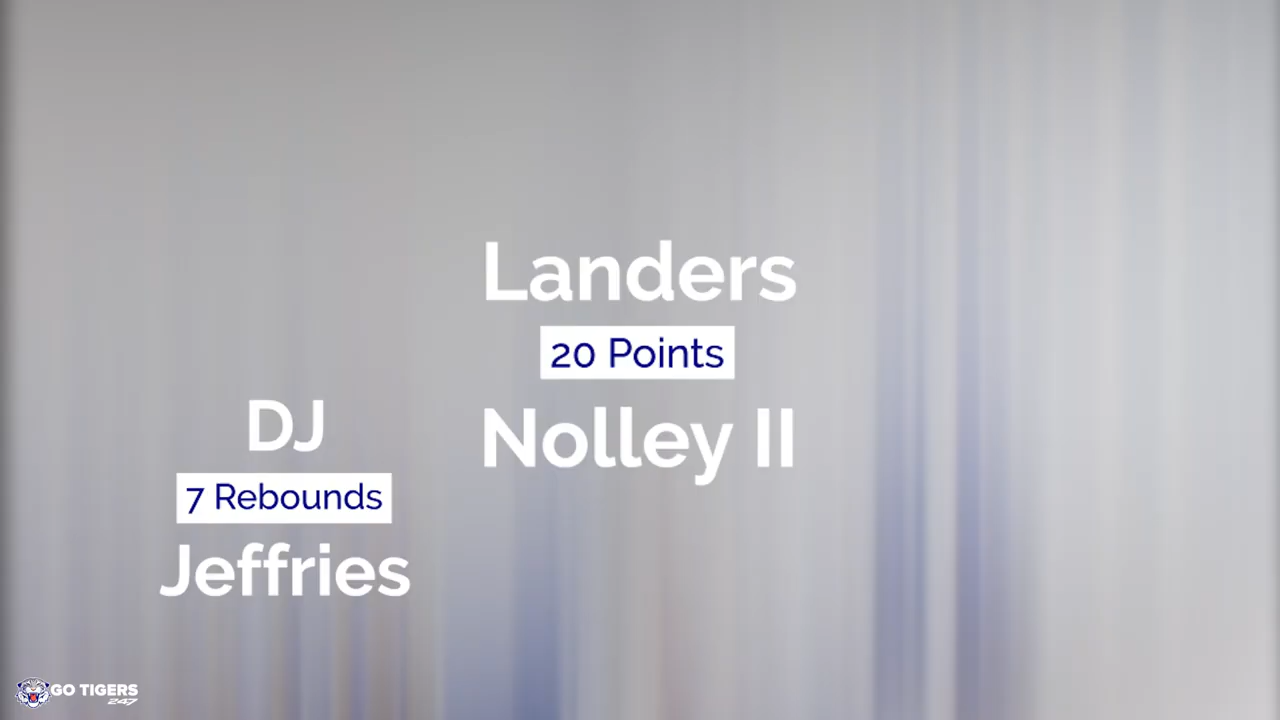 Landers
20 Points
Nolley II
DJ
7 Rebounds
Jeffries
GO TIGERS
247